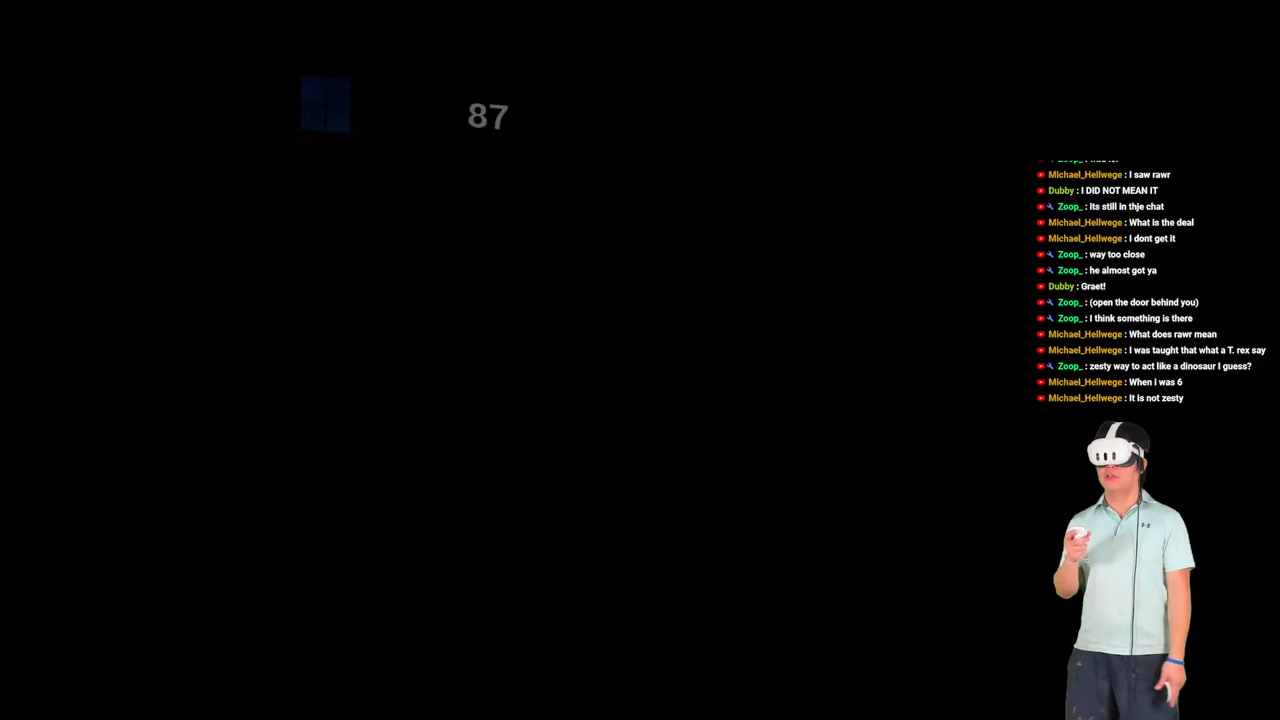 87
Michael_Hellwege : I saw rawr
Dubby : I DID NOT MEAN IT
Zoop_ : its still in thje chat
Michael_Hellwege : What is the deal
Michael_Hellwege : I dont get it
Zoop_ : way too close
Zoop_ : he almost got ya
Dubby : Graet!
Zoop_ : (open the door behind you)
Zoop_ : I think something is there
Michael_Hellwege : What does rawr mean
Michael_Hellwege : I was taught that what a T. rex say
Zoop_ : zesty way to act like a dinosaur I guess?
Michael_Hellwege : When i was 6
Michael_Hellwege : It is not zesty